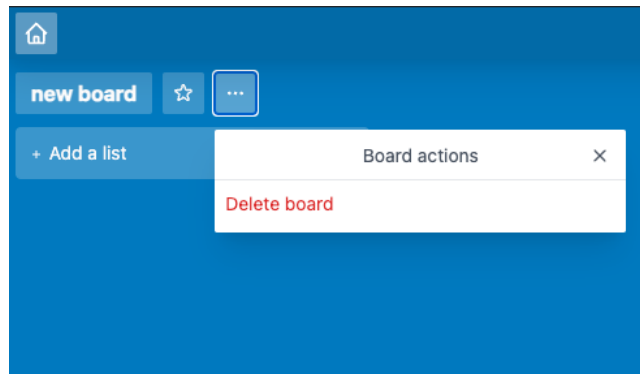 new board
...
+ Add a list
Board actions
Delete board